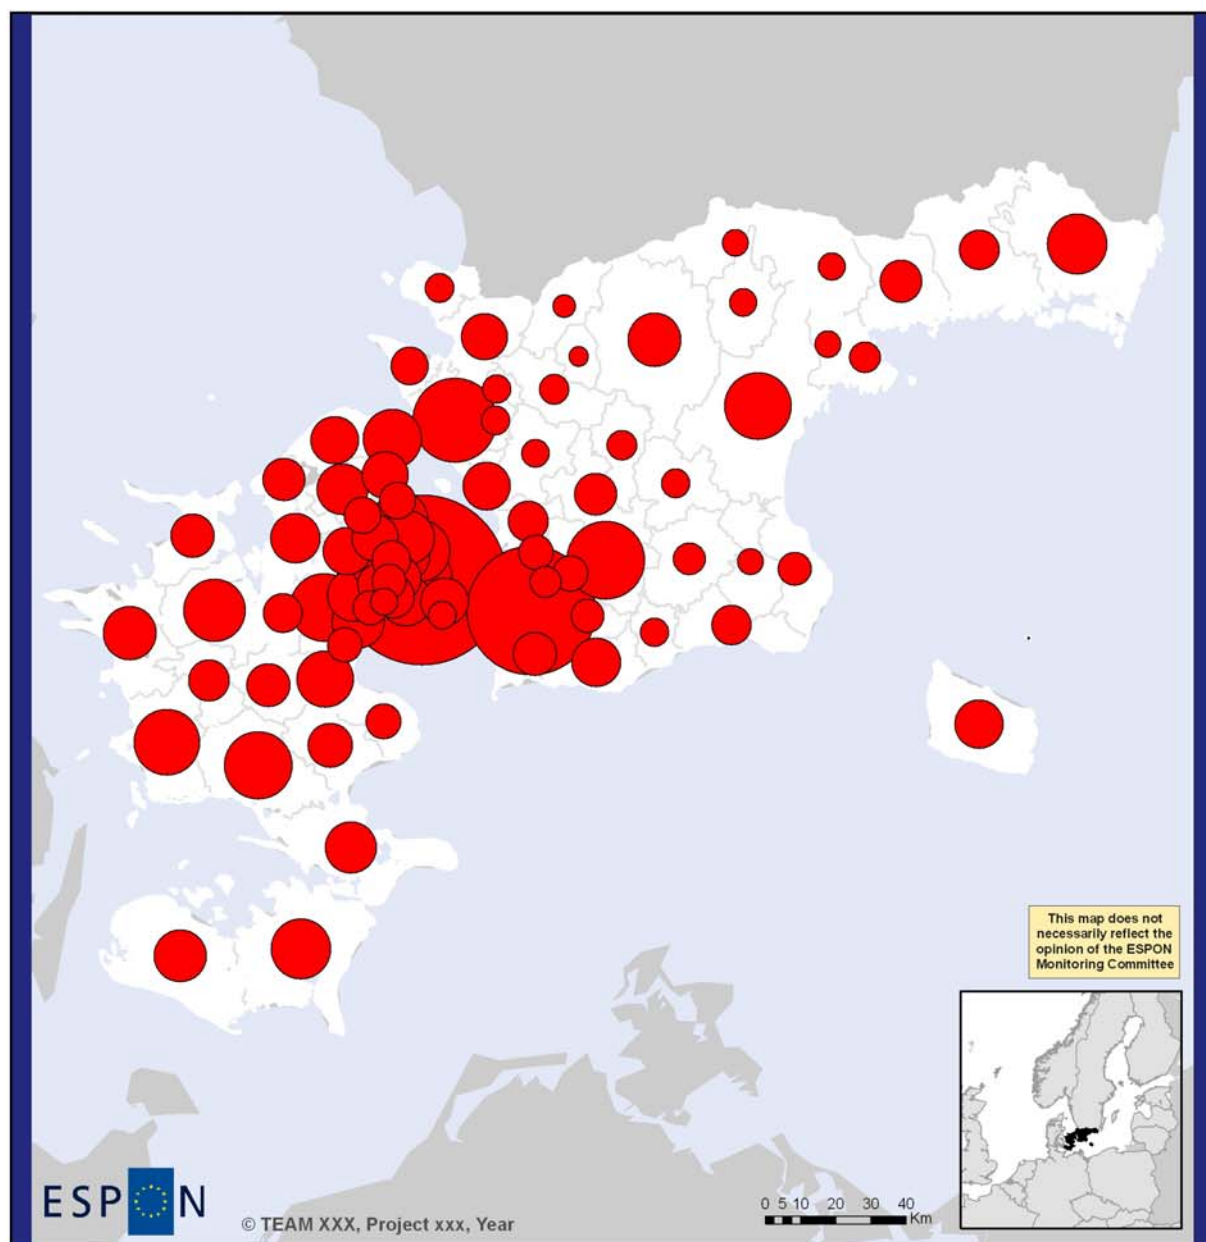 This map does not
necessarily reflect the
opinion of the ESPON
Monitoring Committee
ESPON
© TEAM XXX, Project xxx, Year
0 5 10 20 30 40
Km